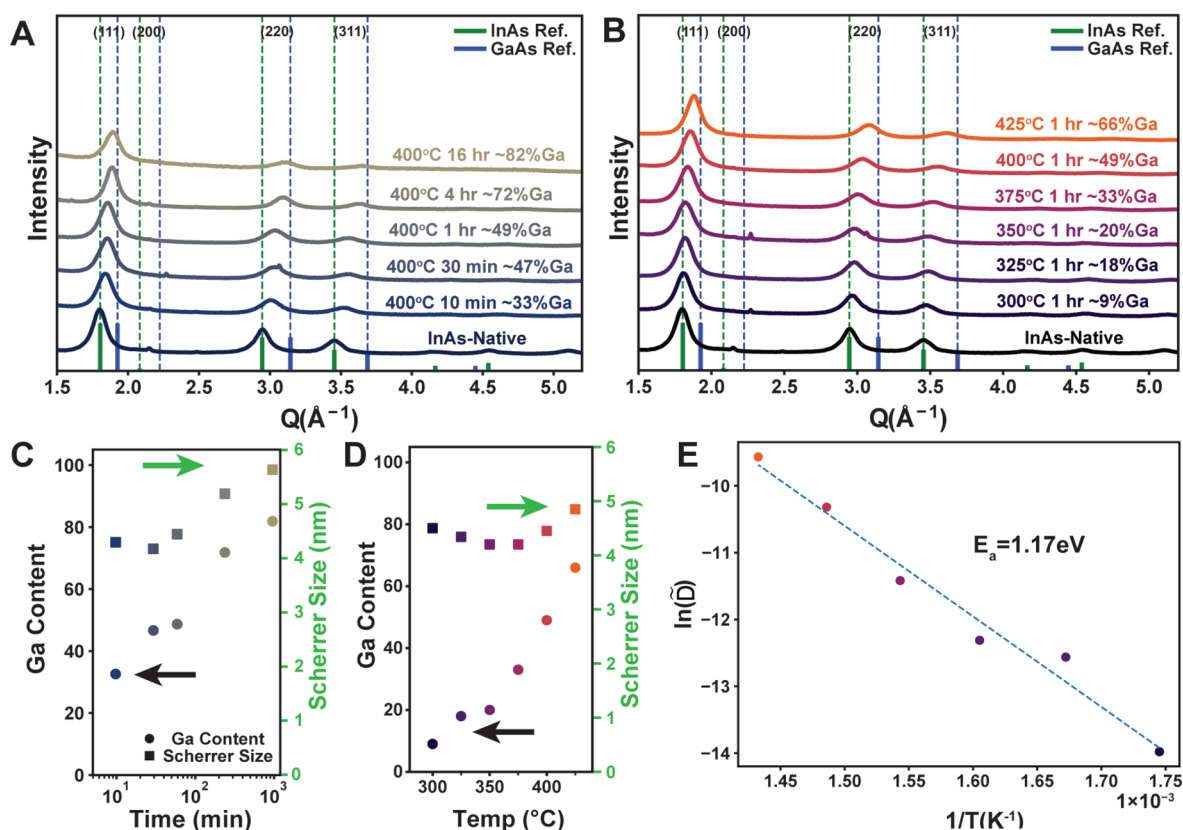 A
(111) (200) (220) (311)
InAs Ref.
GaAs Ref.
400°C 16 hr ~82%Ga
400°C 4 hr ~72%Ga
400°C 1 hr ~49%Ga
400°C 30 min ~47%Ga
400°C 10 min ~33%Ga
InAs-Native
Intensity
1.5 2.0 2.5 3.0 3.5 4.0 4.5 5.0
Q(Å⁻¹)
B
(111) (200) (220) (311)
InAs Ref.
GaAs Ref.
425°C 1 hr ~66%Ga
400°C 1 hr ~49%Ga
375°C 1 hr ~33%Ga
350°C 1 hr ~20%Ga
325°C 1 hr ~18%Ga
300°C 1 hr ~9%Ga
InAs-Native
Intensity
1.5 2.0 2.5 3.0 3.5 4.0 4.5 5.0
Q(Å⁻¹)
C
100
80
60
40
20
0
Ga Content
6
5
4
3
2
1
0
Scherrer Size (nm)
Ga Content
Scherrer Size
10¹ 10² 10³
Time (min)
D
100
80
60
40
20
0
Ga Content
6
5
4
3
2
1
0
Scherrer Size (nm)
300 350 400
Temp (°C)
E
−10
−11
−12
−13
−14
ln(D̃)
Eₐ=1.17eV
1.45 1.50 1.55 1.60 1.65 1.70 1.75
1×10⁻³
1/T(K⁻¹)